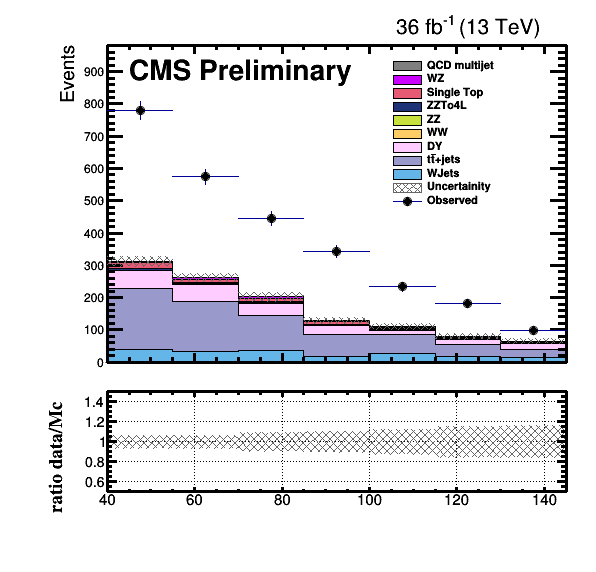 36 fb-1 (13 TeV)
Events
CMS Preliminary
900
800
700
600
500
400
300
200
100
0
QCD multijet
WZ
Single Top
ZZTo4L
ZZ
WW
DY
tt̄+jets
WJets
Uncertainity
Observed
ratio data/Mc
1.4
1.2
1
0.8
0.6
40 60 80 100 120 140